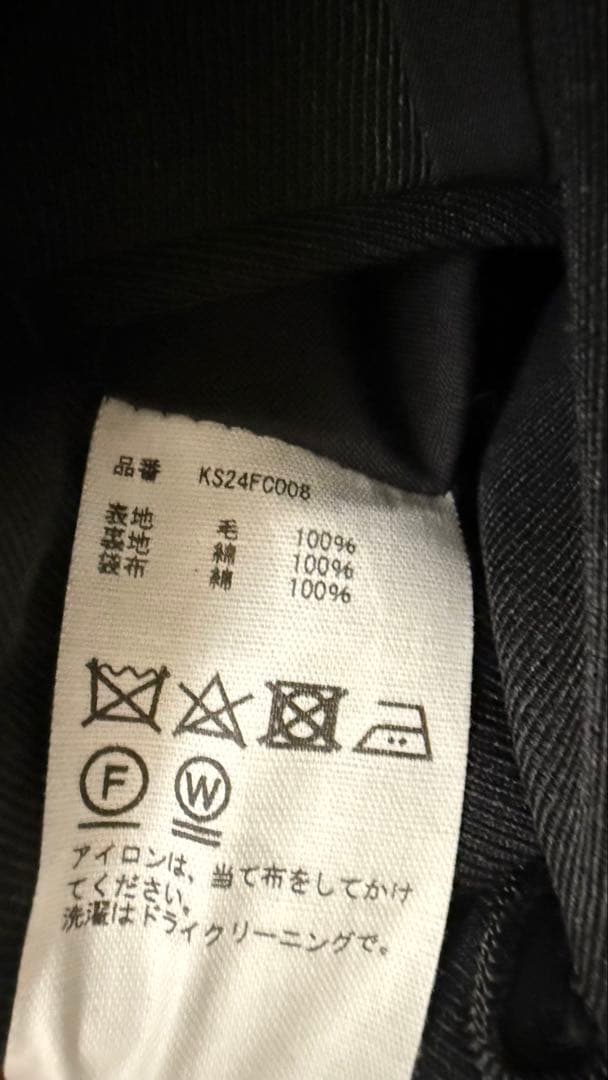 品番 KS24FC008
表地 毛 100%
裏地 綿 100%
袋布 綿 100%
F W
アイロンは、当て布をしてかけ
てください。
洗濯はドライクリーニングで。